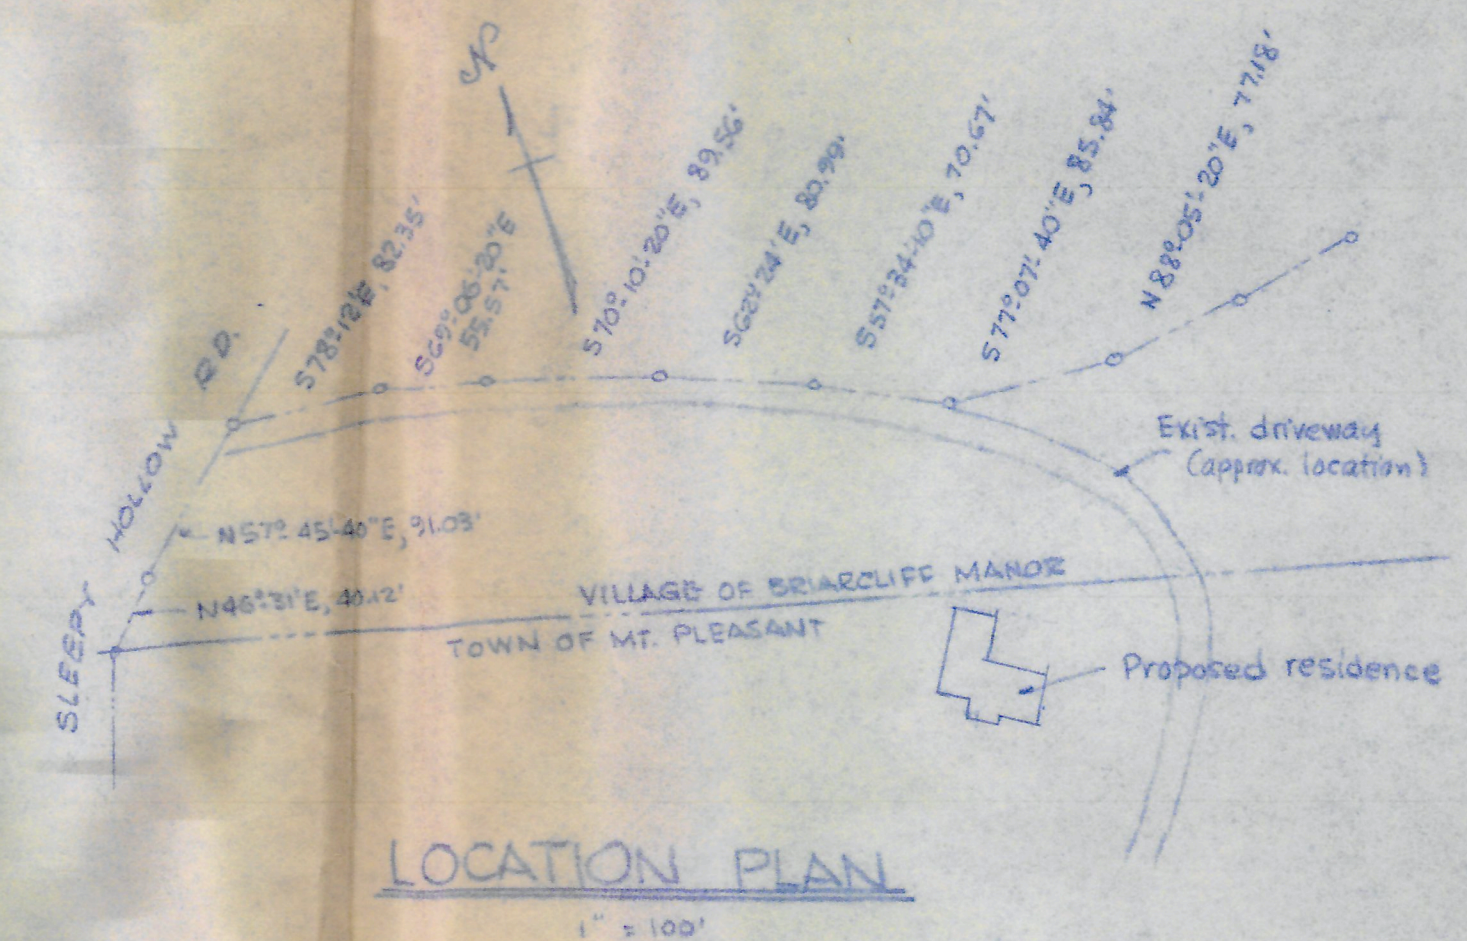 S78°-12'E, 82.35'
S69°-06'-20"E
55.57'
S70°-10'-20"E, 89.56'
S62°-24'E, 80.99'
S57°-34'-10"E, 70.67'
S77°-07'-40"E, 85.84'
N88°-05'-20"E, 77.18'
SLEEPY HOLLOW RD.
Exist. driveway
(approx. location)
N57°-45'-40"E, 91.03'
N46°-31'E, 40.12'
VILLAGE OF BRIARCLIFF MANOR
TOWN OF MT. PLEASANT
Proposed residence
LOCATION PLAN
1" = 100'